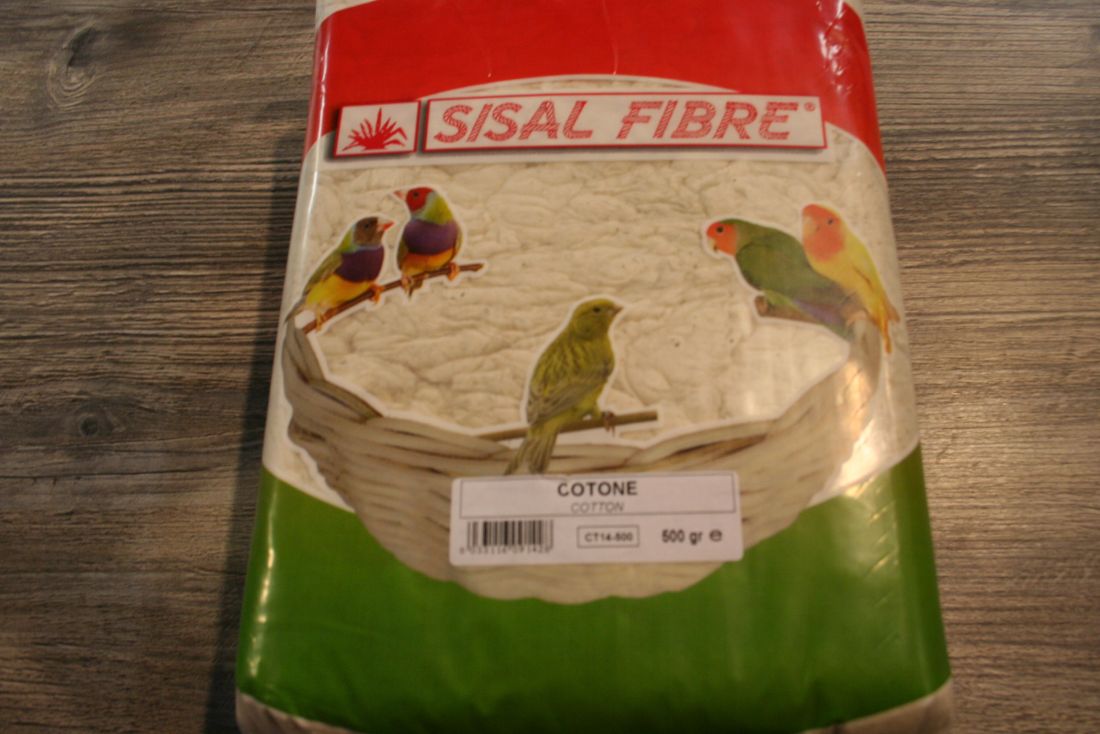 SISAL FIBRE®
COTONE
COTTON
CT14-500
500 gr ℮